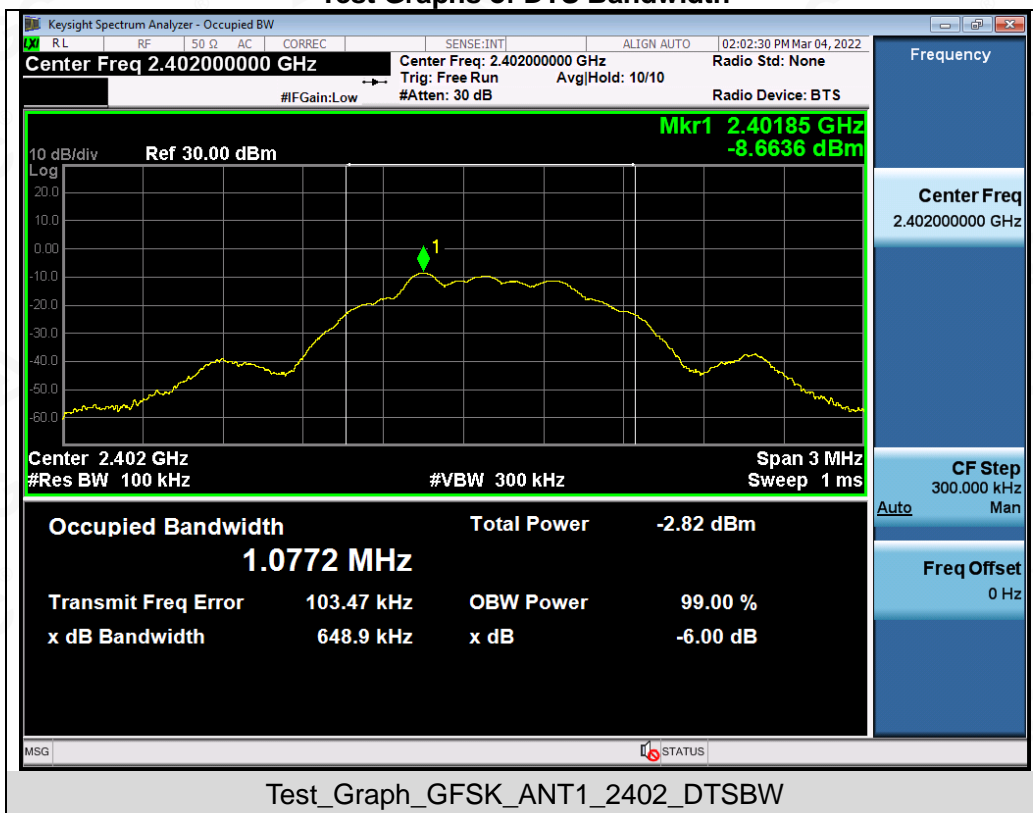 Test Graphs of DTS Bandwidth
Keysight Spectrum Analyzer - Occupied BW
LXI RL RF 50 Ω AC CORREC SENSE:INT ALIGN AUTO 02:02:30 PM Mar 04, 2022
Center Freq 2.402000000 GHz
Center Freq: 2.402000000 GHz
Radio Std: None
Trig: Free Run Avg|Hold: 10/10
#IFGain:Low #Atten: 30 dB Radio Device: BTS
Frequency
Mkr1 2.40185 GHz
-8.6636 dBm
10 dB/div Ref 30.00 dBm
Log
20.0
10.0
0.00
-10.0
-20.0
-30.0
-40.0
-50.0
-60.0
1
Center 2.402 GHz Span 3 MHz
#Res BW 100 kHz #VBW 300 kHz Sweep 1 ms
Center Freq
2.402000000 GHz
CF Step
300.000 kHz
Auto Man
Freq Offset
0 Hz
Occupied Bandwidth Total Power -2.82 dBm
1.0772 MHz
Transmit Freq Error 103.47 kHz OBW Power 99.00 %
x dB Bandwidth 648.9 kHz x dB -6.00 dB
MSG STATUS
Test_Graph_GFSK_ANT1_2402_DTSBW